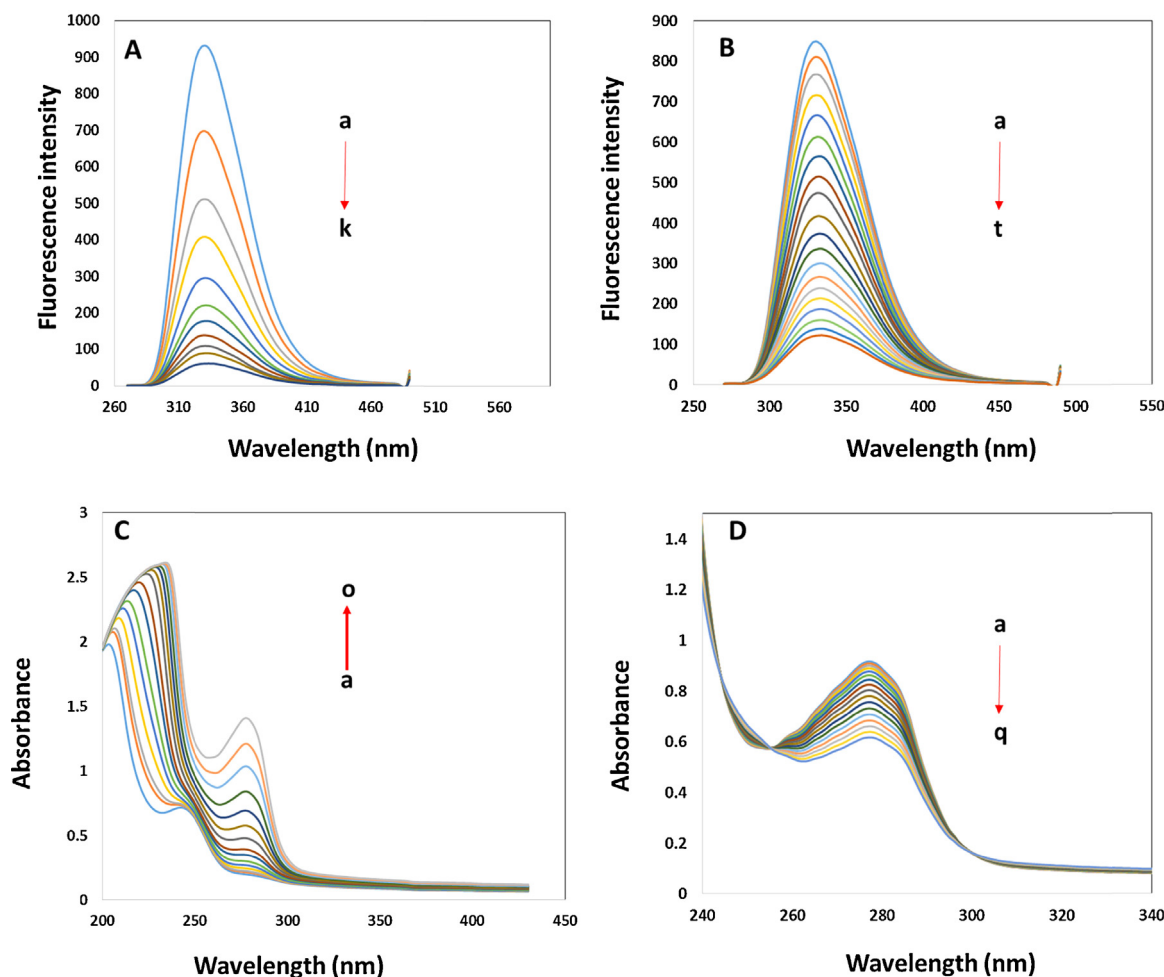 A
1000
900
800
700
600
500
400
300
200
100
0
Fluorescence intensity
a
k
260 310 360 410 460 510 560
Wavelength (nm)
B
900
800
700
600
500
400
300
200
100
0
Fluorescence intensity
a
t
250 300 350 400 450 500 550
Wavelength (nm)
C
3
2.5
2
1.5
1
0.5
0
Absorbance
o
a
200 250 300 350 400 450
Wavelength (nm)
D
1.4
1.2
1
0.8
0.6
0.4
0.2
0
Absorbance
a
q
240 260 280 300 320 340
Wavelength (nm)